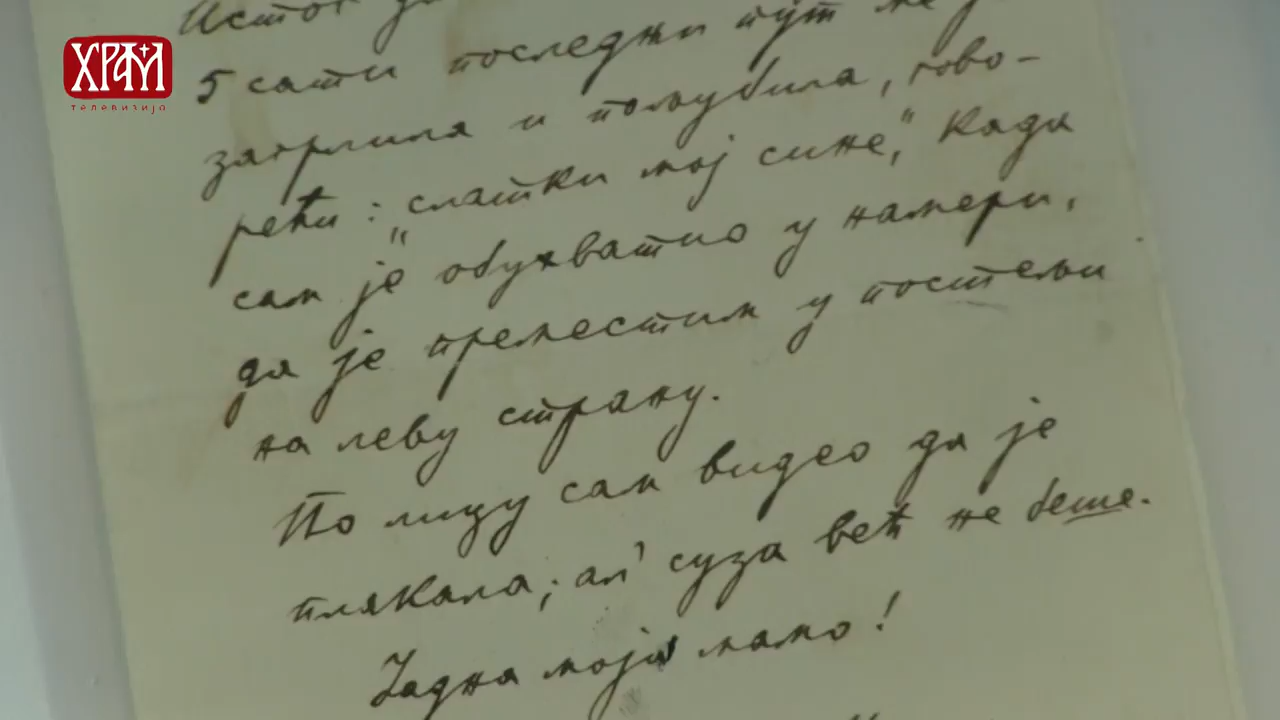 ХРАМ
телевизија
Истог
5 сати последњи пут ме
загрлила и пољубила, гово-
рећи: „слатки мој сине", када
сам је обухватио у намери,
да је преместим у постељи
на леву страну.
По лицу сам видео да је
плакала; ал' суза већ не беше.
Јадна моја мамо!